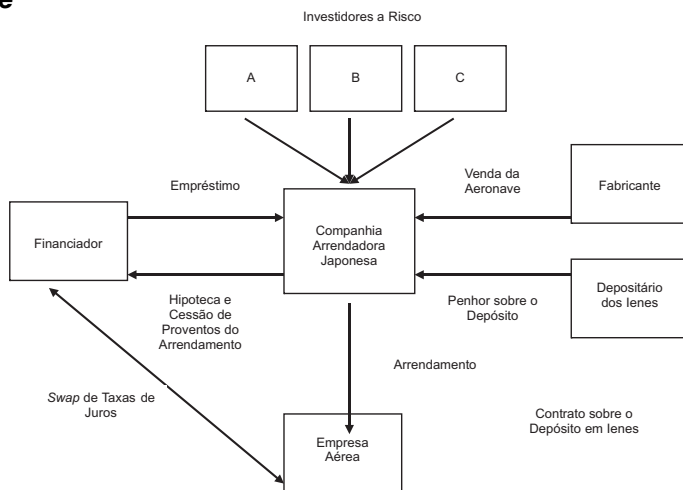 e
Investidores a Risco
A
B
C
Empréstimo
Venda da
Aeronave
Fabricante
Financiador
Companhia
Arrendadora
Japonesa
Hipoteca e
Cessão de
Proventos do
Arrendamento
Penhor sobre o
Depósito
Depositário
dos Ienes
Arrendamento
Swap de Taxas de
Juros
Contrato sobre o
Depósito em Ienes
Empresa
Aérea